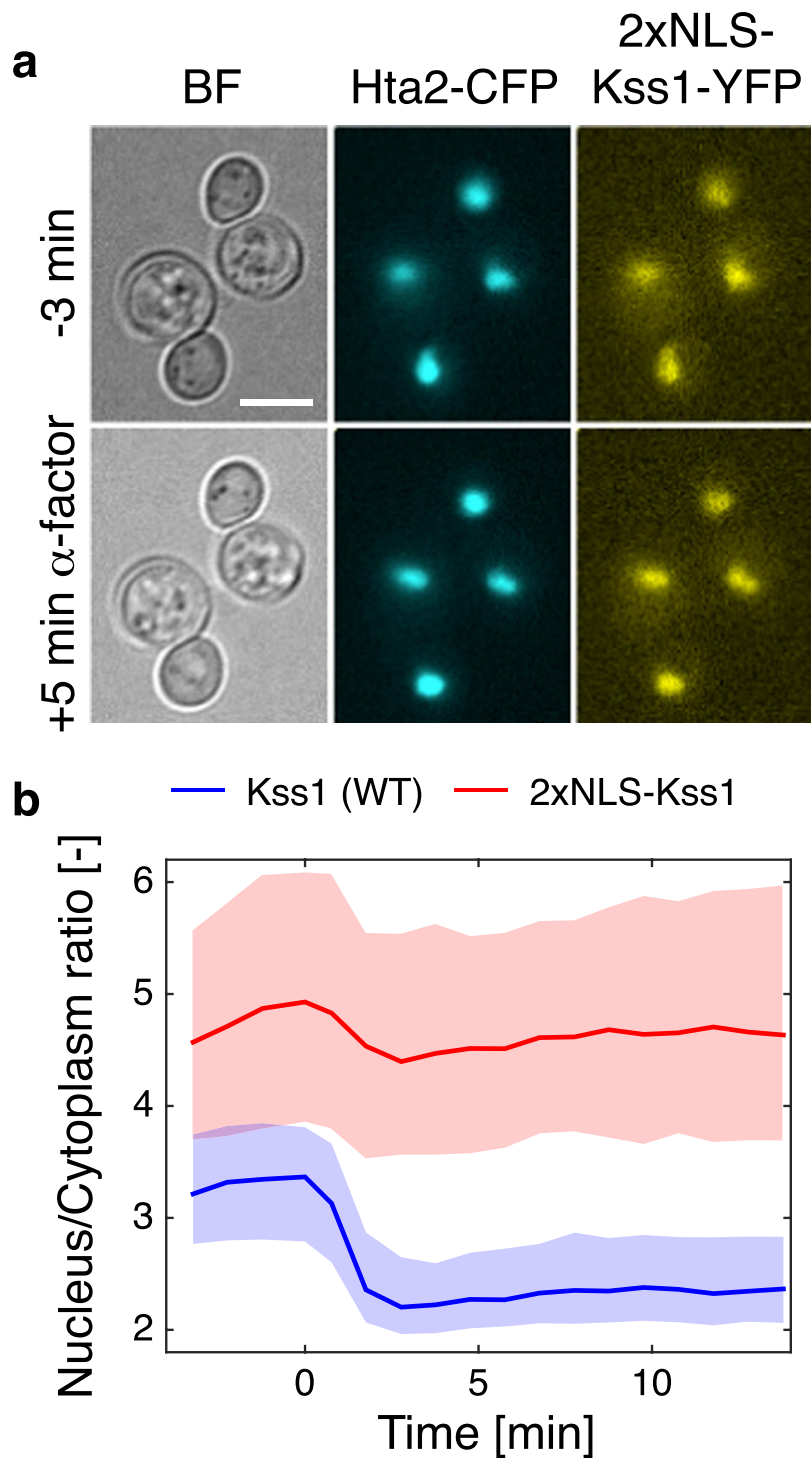 a
BF
Hta2-CFP
2xNLS-
Kss1-YFP
-3 min
+5 min α-factor
b
Kss1 (WT)
2xNLS-Kss1
Nucleus/Cytoplasm ratio [-]
6
5
4
3
2
0
5
10
Time [min]